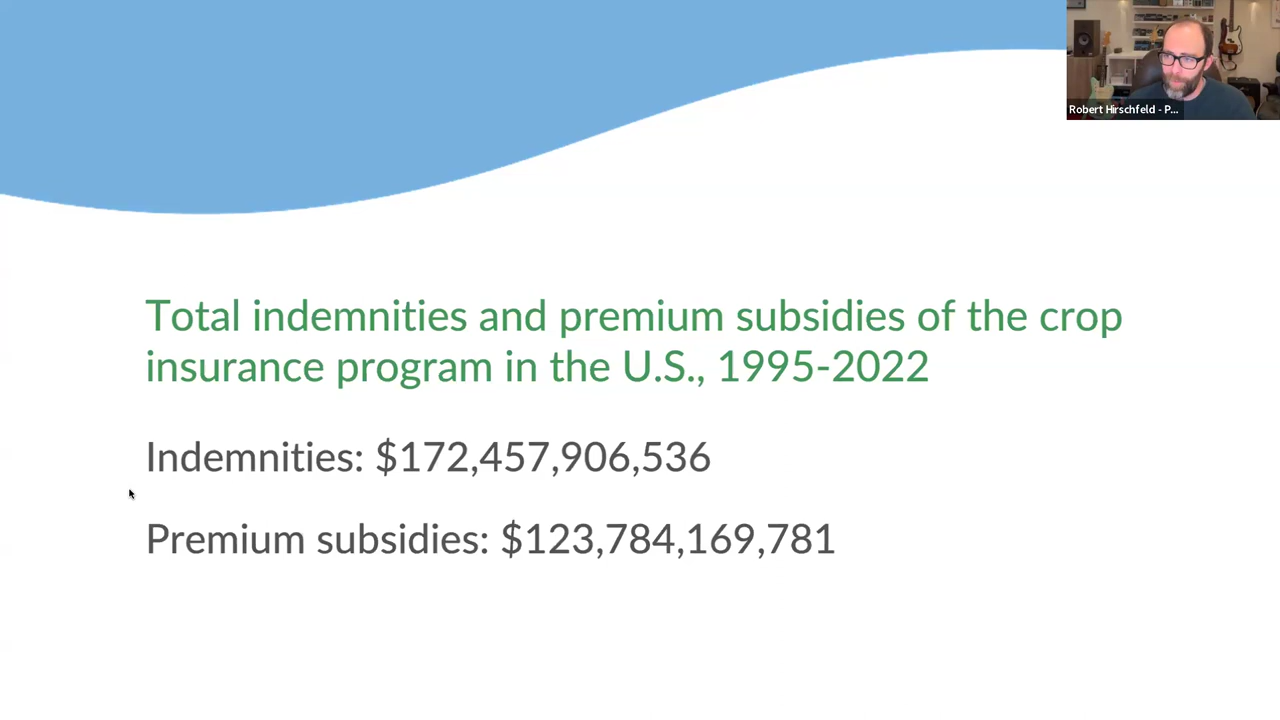 Robert Hirschfeld - P...
Total indemnities and premium subsidies of the crop
insurance program in the U.S., 1995-2022
Indemnities: $172,457,906,536
Premium subsidies: $123,784,169,781